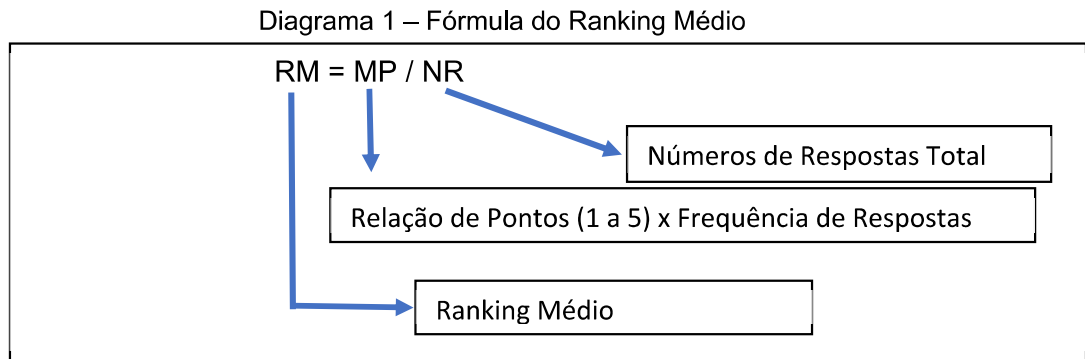 Diagrama 1 – Fórmula do Ranking Médio
RM = MP / NR
Números de Respostas Total
Relação de Pontos (1 a 5) x Frequência de Respostas
Ranking Médio